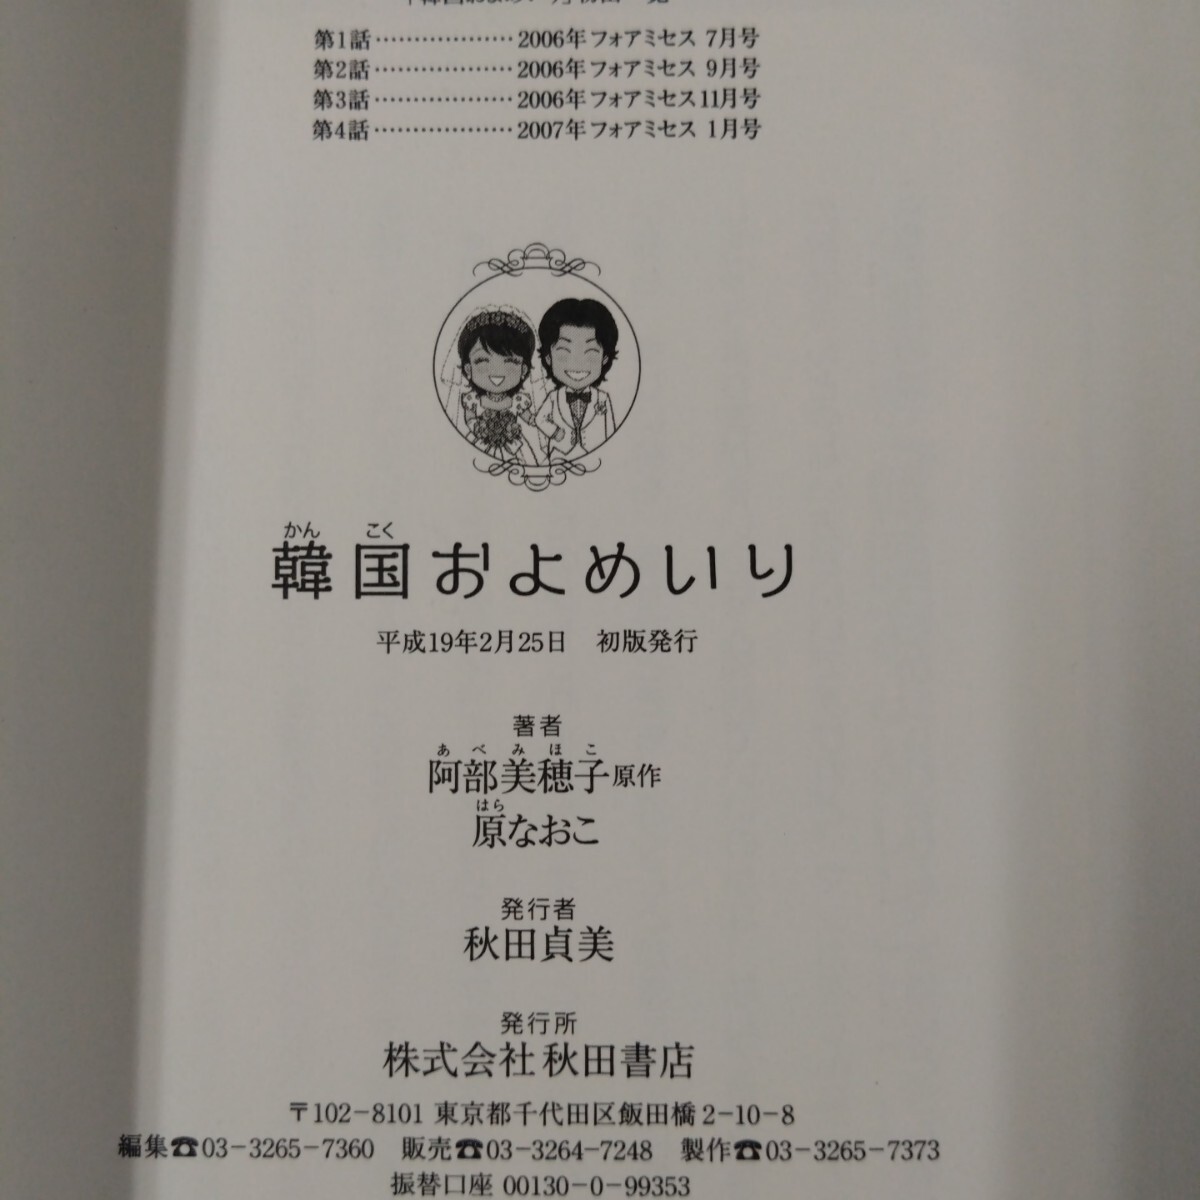 第1話………………2006年フォアミセス 7月号
第2話………………2006年フォアミセス 9月号
第3話………………2006年フォアミセス11月号
第4話………………2007年フォアミセス 1月号
かん こく
韓国およめいり
平成19年2月25日 初版発行
著者
あべみほこ
阿部美穂子原作
はら
原なおこ
発行者
秋田貞美
発行所
株式会社秋田書店
〒102-8101 東京都千代田区飯田橋2-10-8
編集☎03-3265-7360 販売☎03-3264-7248 製作☎03-3265-7373
振替口座 00130-0-99353